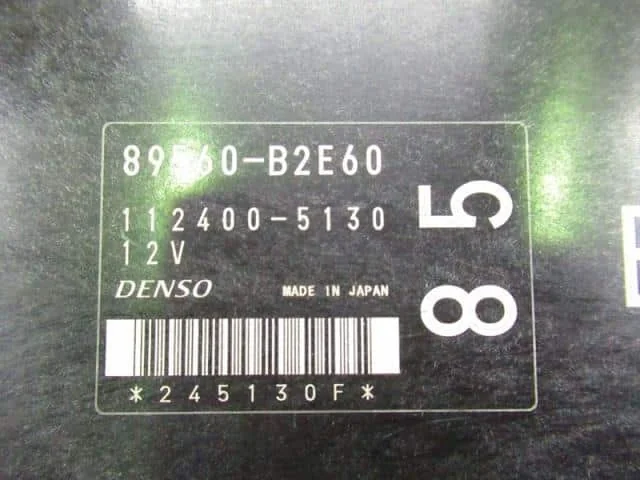 89560-B2E60
112400-5130
12V
DENSO MADE IN JAPAN
*245130F*
85